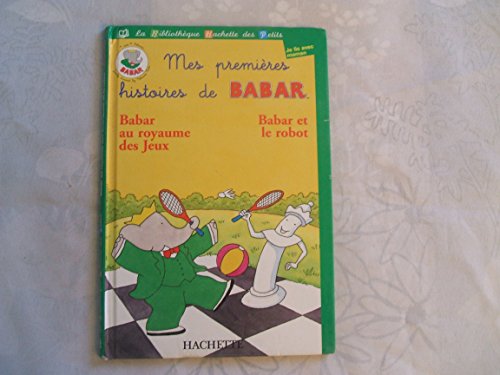 La Bibliothèque Hachette des Petits
Je lis avec
maman
BABAR
Mes premières
histoires de BABAR
Babar
au royaume
des Jeux
Babar et
le robot
HACHETTE